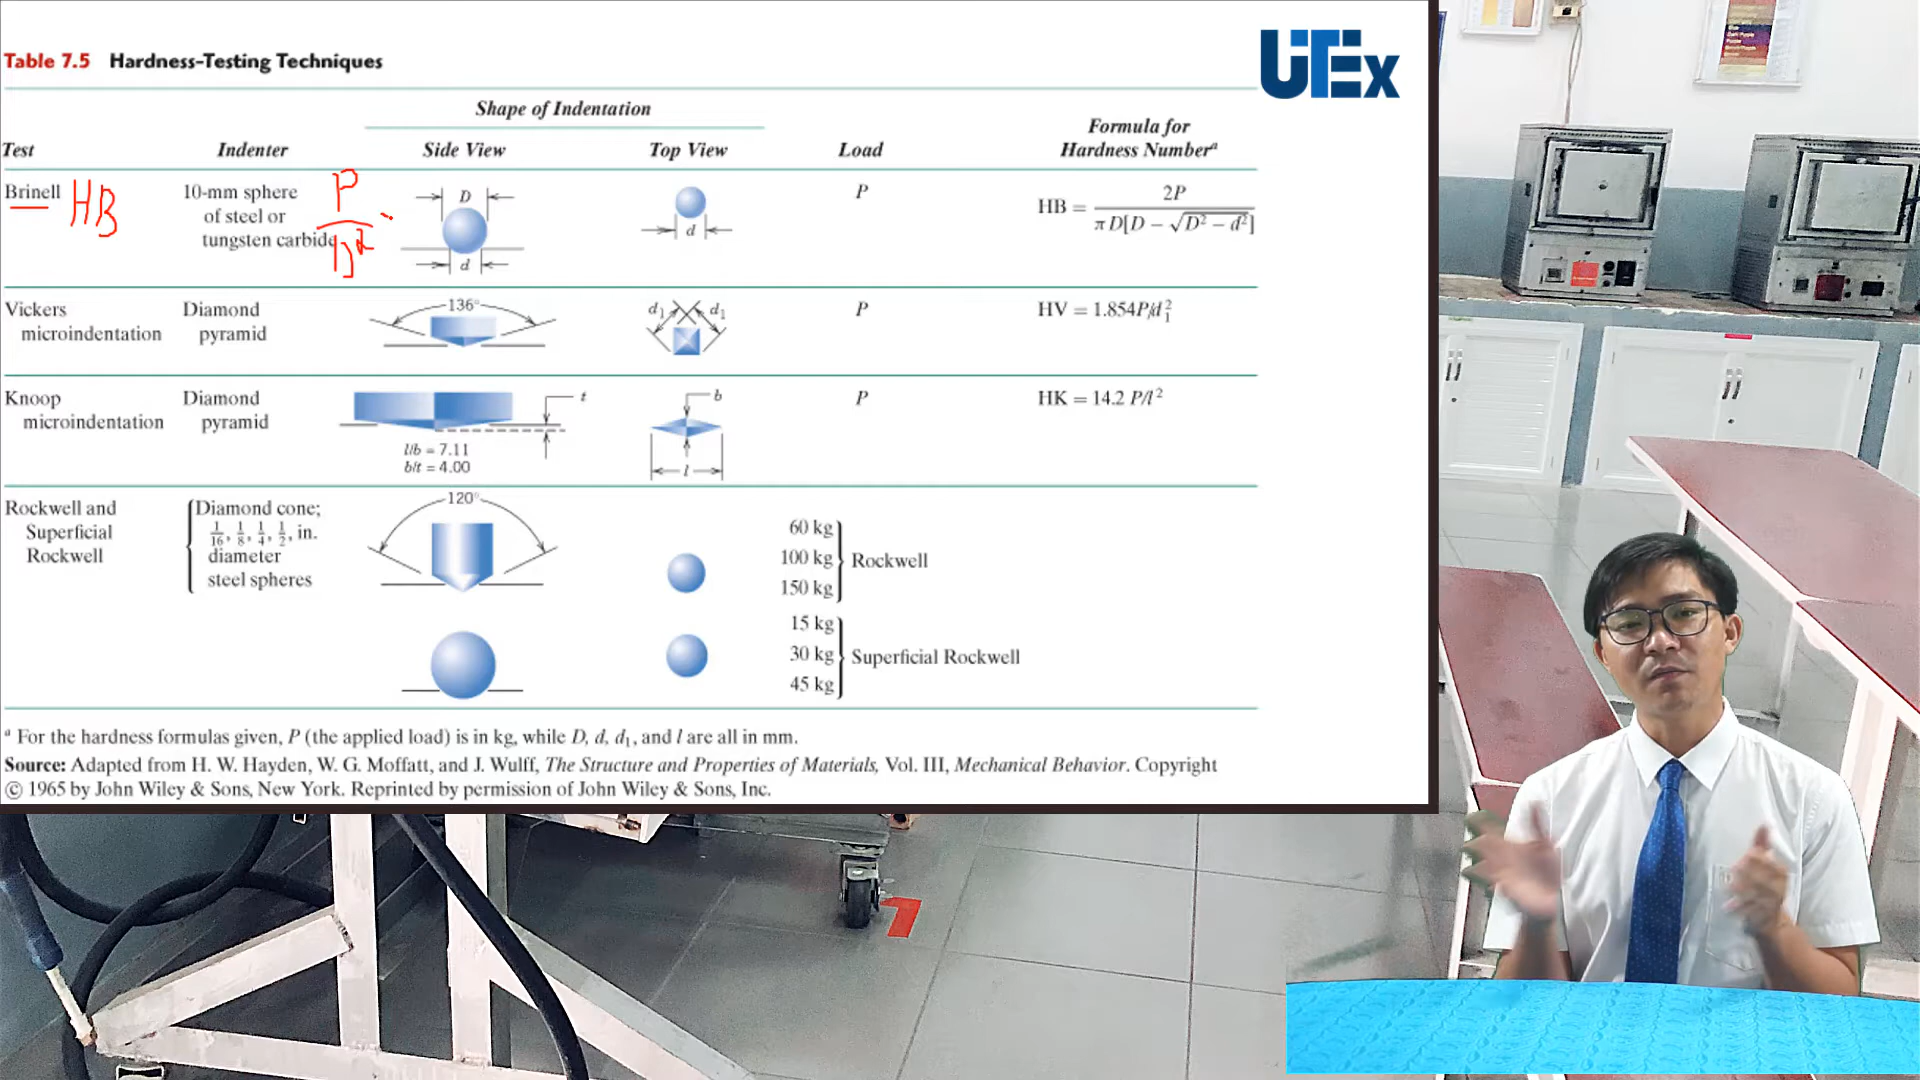 UTEx
Table 7.5 Hardness-Testing Techniques
Shape of Indentation
Formula for
Test Indenter Side View Top View Load Hardness Number^a
Brinell HB 10-mm sphere of steel or tungsten carbide P/D² D d d P HB = 2P / πD[D − √D² − d²]
Vickers microindentation Diamond pyramid 136° d₁ d₁ P HV = 1.854P/d₁²
Knoop microindentation Diamond pyramid t l/b = 7.11 b/t = 4.00 b l P HK = 14.2 P/l²
Rockwell and Superficial Rockwell Diamond cone; 1/16, 1/8, 1/4, 1/2, in. diameter steel spheres 120° 60 kg 100 kg 150 kg Rockwell
15 kg 30 kg 45 kg Superficial Rockwell
^a For the hardness formulas given, P (the applied load) is in kg, while D, d, d₁, and l are all in mm.
Source: Adapted from H. W. Hayden, W. G. Moffatt, and J. Wulff, The Structure and Properties of Materials, Vol. III, Mechanical Behavior. Copyright
© 1965 by John Wiley & Sons, New York. Reprinted by permission of John Wiley & Sons, Inc.